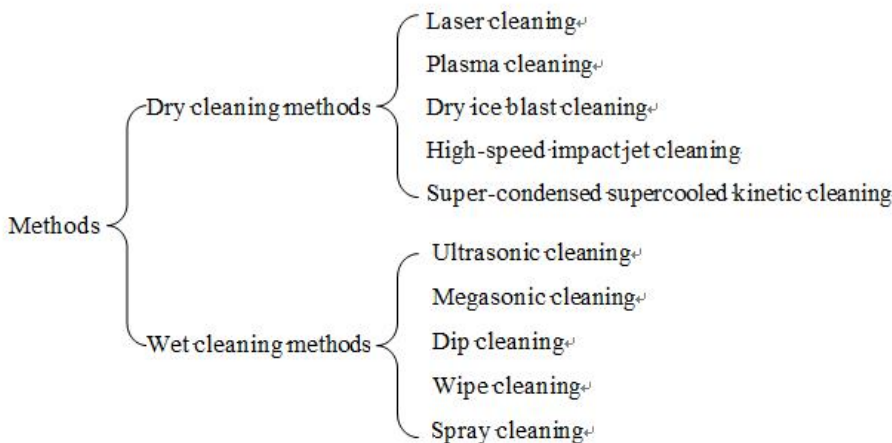 Laser cleaning
Plasma cleaning
Dry cleaning methods
Dry ice blast cleaning
High-speed impact jet cleaning
Super-condensed supercooled kinetic cleaning
Methods
Ultrasonic cleaning
Megasonic cleaning
Wet cleaning methods
Dip cleaning
Wipe cleaning
Spray cleaning